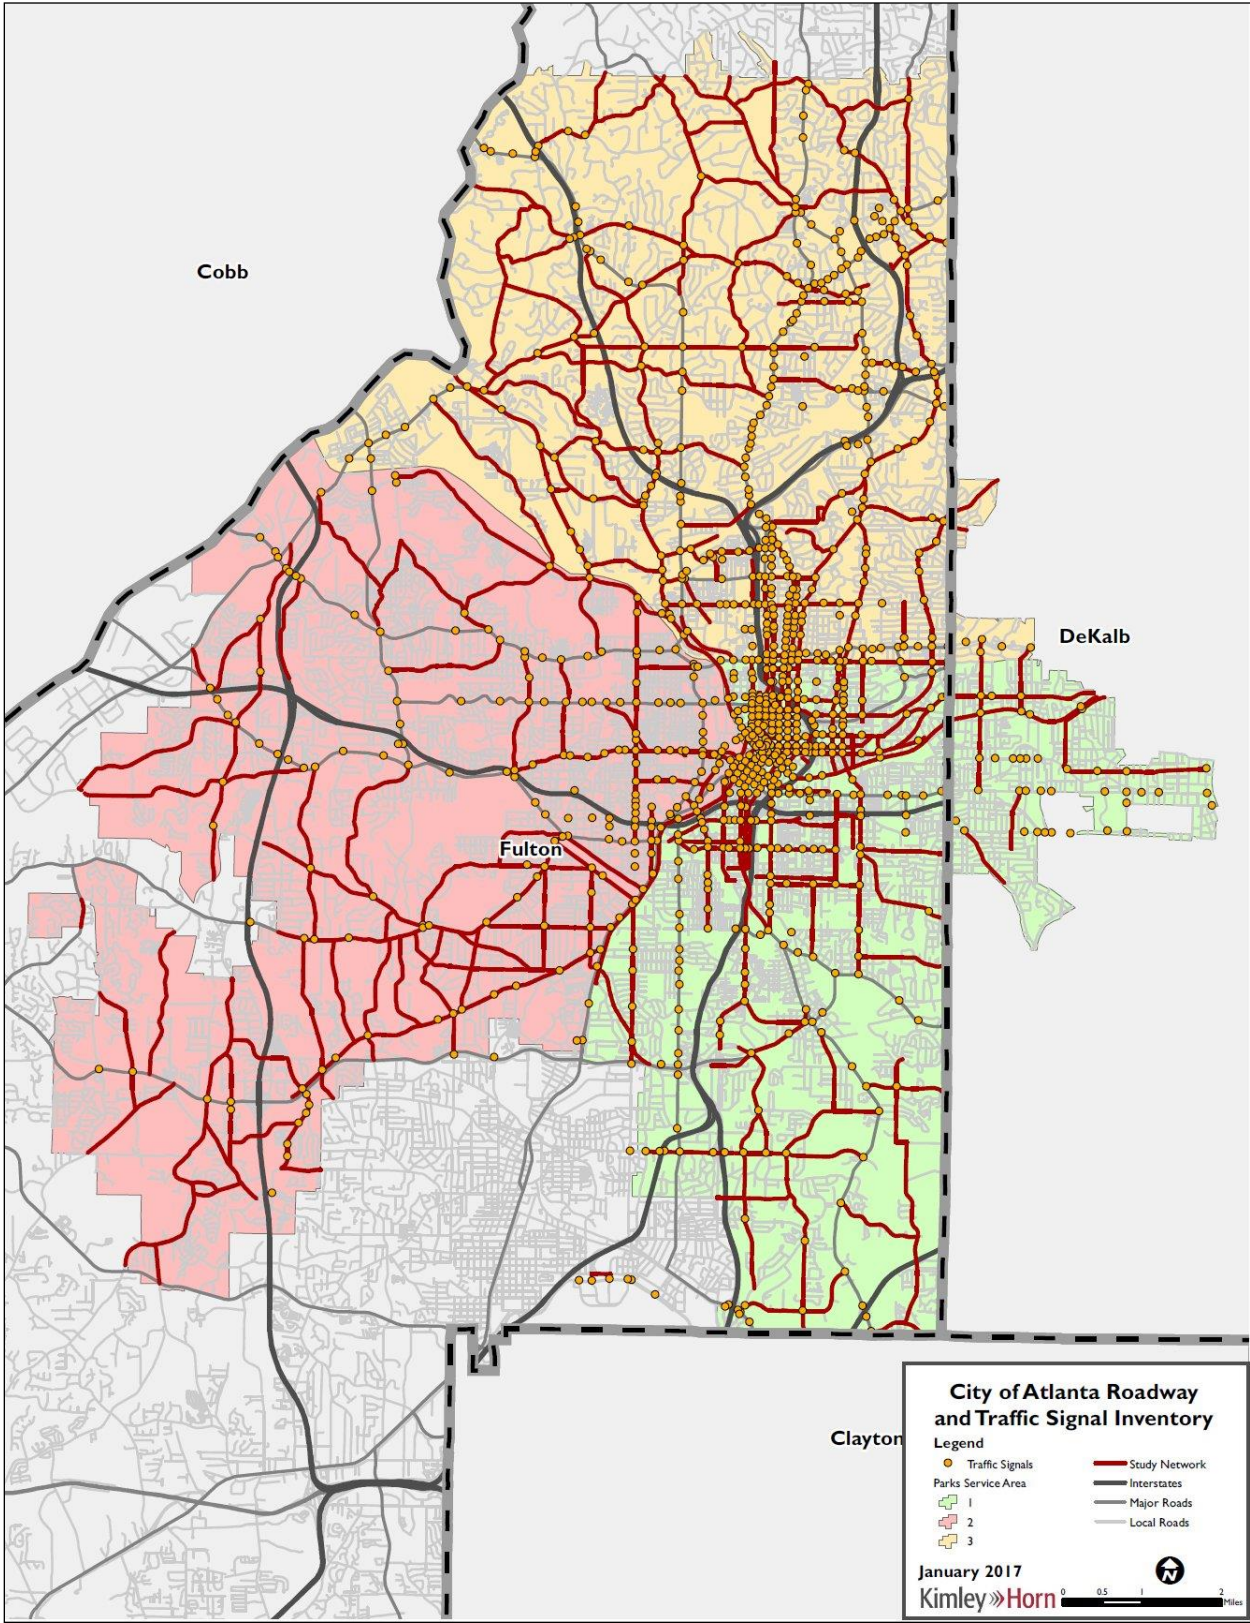 Cobb
DeKalb
Fulton
Clayton
City of Atlanta Roadway
and Traffic Signal Inventory
Legend
Traffic Signals
Parks Service Area
1
2
3
Study Network
Interstates
Major Roads
Local Roads
January 2017
N
Kimley»Horn
0 0.5 1 2
Miles